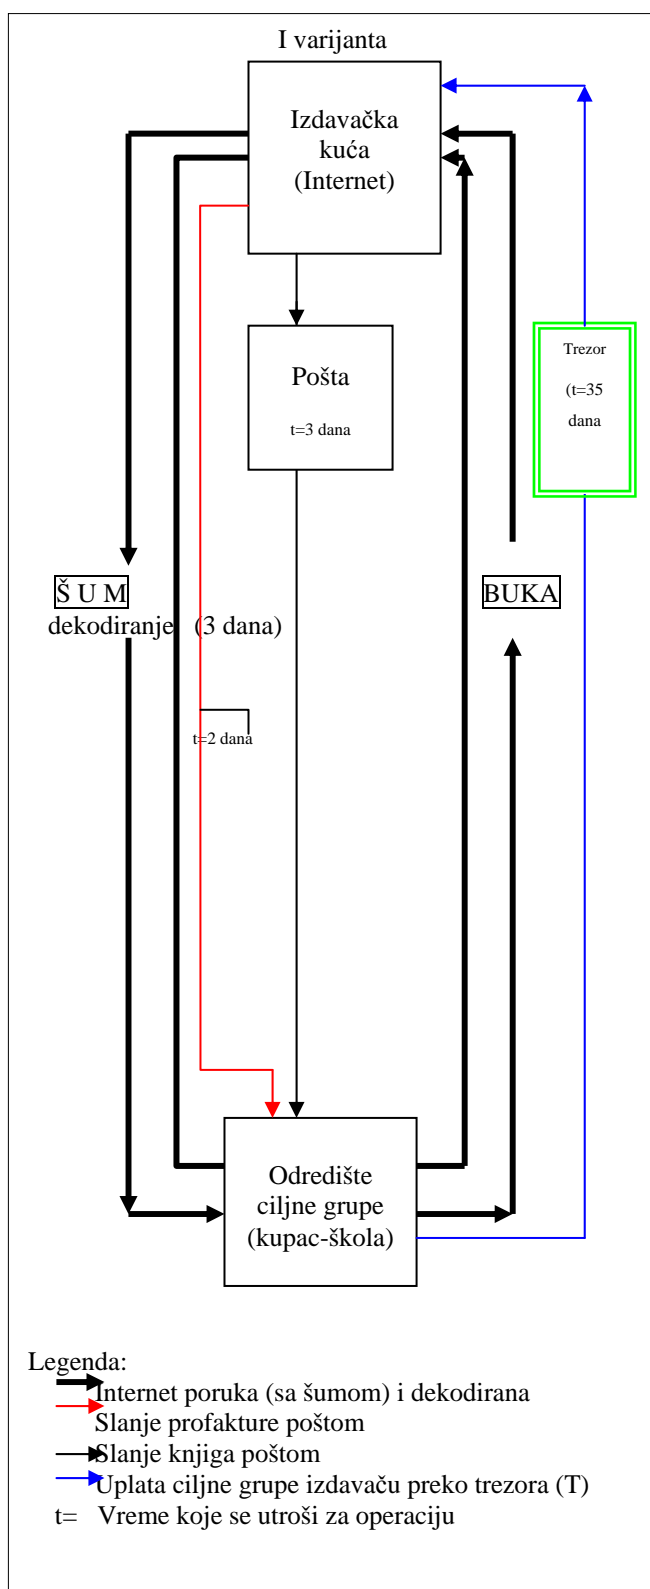 I varijanta
Izdavačka
kuća
(Internet)
Trezor
(t=35
dana
Pošta
t=3 dana
Š U M
BUKA
dekodiranje (3 dana)
t=2 dana
Odredište
ciljne grupe
(kupac-škola)
Legenda:
Internet poruka (sa šumom) i dekodirana
Slanje profakture poštom
Slanje knjiga poštom
Uplata ciljne grupe izdavaču preko trezora (T)
t= Vreme koje se utroši za operaciju